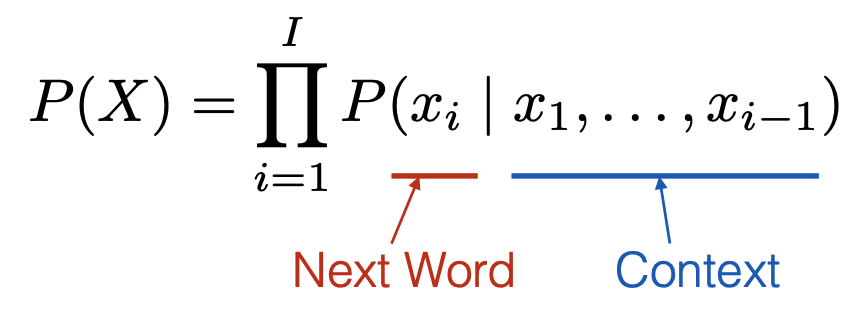 P(X) = ∏_{i=1}^{I} P(x_i | x_1, . . . , x_{i−1})
Next Word Context